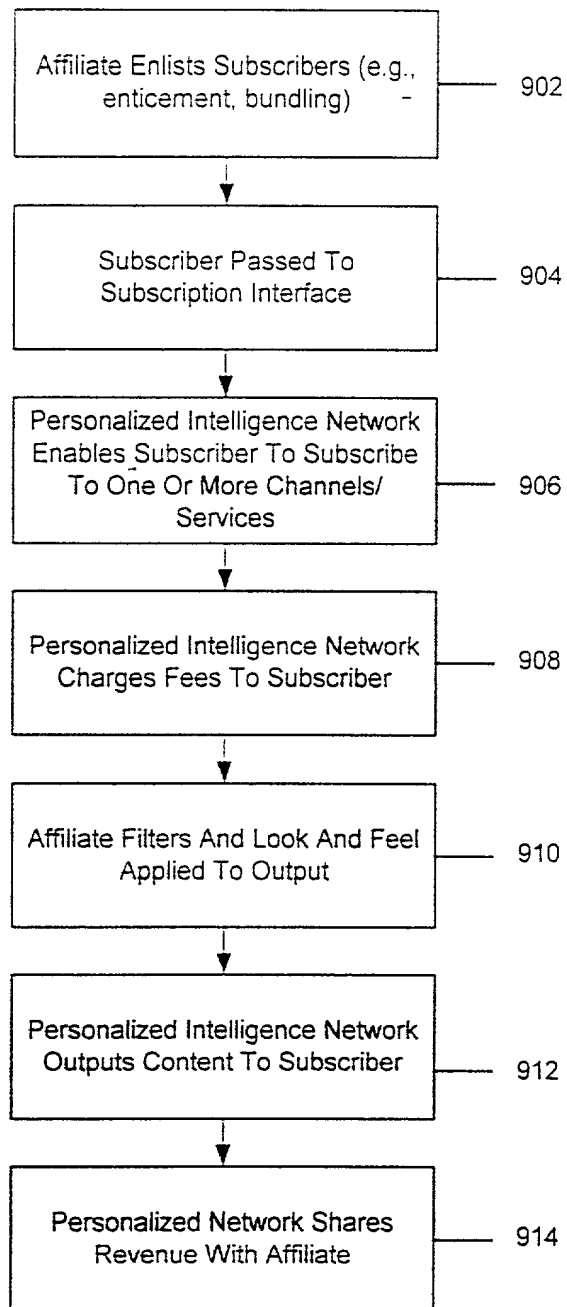 Affiliate Enlists Subscribers (e.g.,
enticement, bundling)
902
Subscriber Passed To
Subscription Interface
904
Personalized Intelligence Network
Enables Subscriber To Subscribe
To One Or More Channels/
Services
906
Personalized Intelligence Network
Charges Fees To Subscriber
908
Affiliate Filters And Look And Feel
Applied To Output
910
Personalized Intelligence Network
Outputs Content To Subscriber
912
Personalized Network Shares
Revenue With Affiliate
914